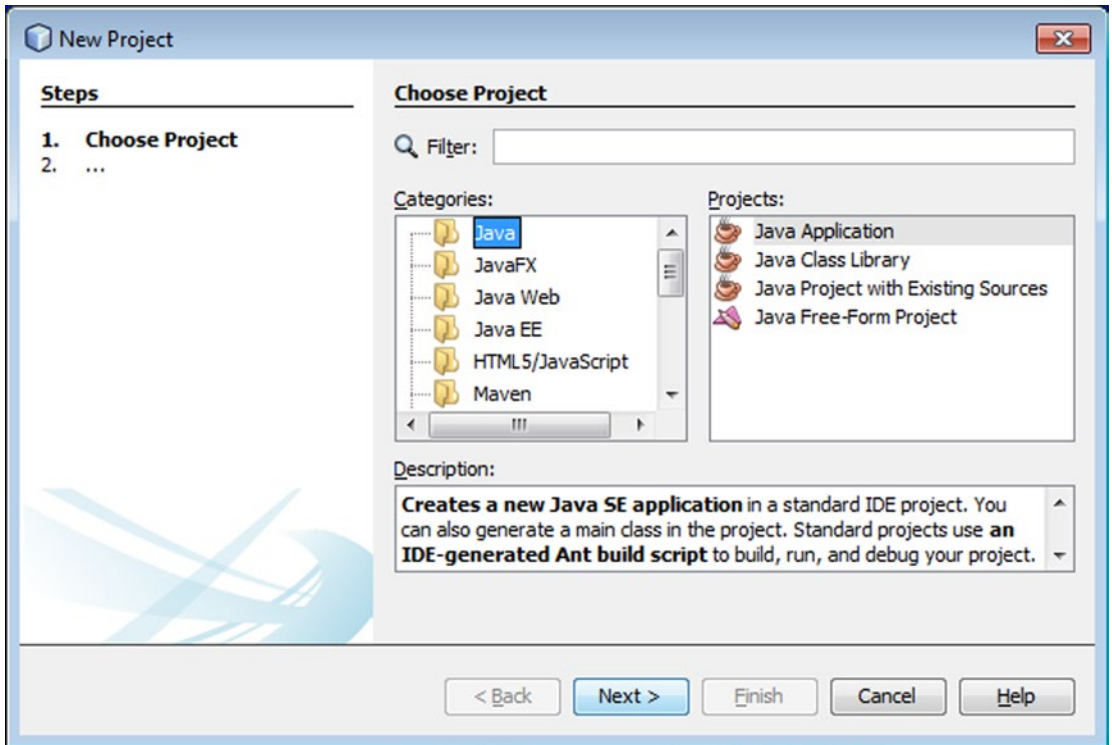 New Project
Steps
1. Choose Project
2. ...
Choose Project
Filter:
Categories:
Java
JavaFX
Java Web
Java EE
HTML5/JavaScript
Maven
Projects:
Java Application
Java Class Library
Java Project with Existing Sources
Java Free-Form Project
Description:
Creates a new Java SE application in a standard IDE project. You
can also generate a main class in the project. Standard projects use an
IDE-generated Ant build script to build, run, and debug your project.
< Back
Next >
Finish
Cancel
Help